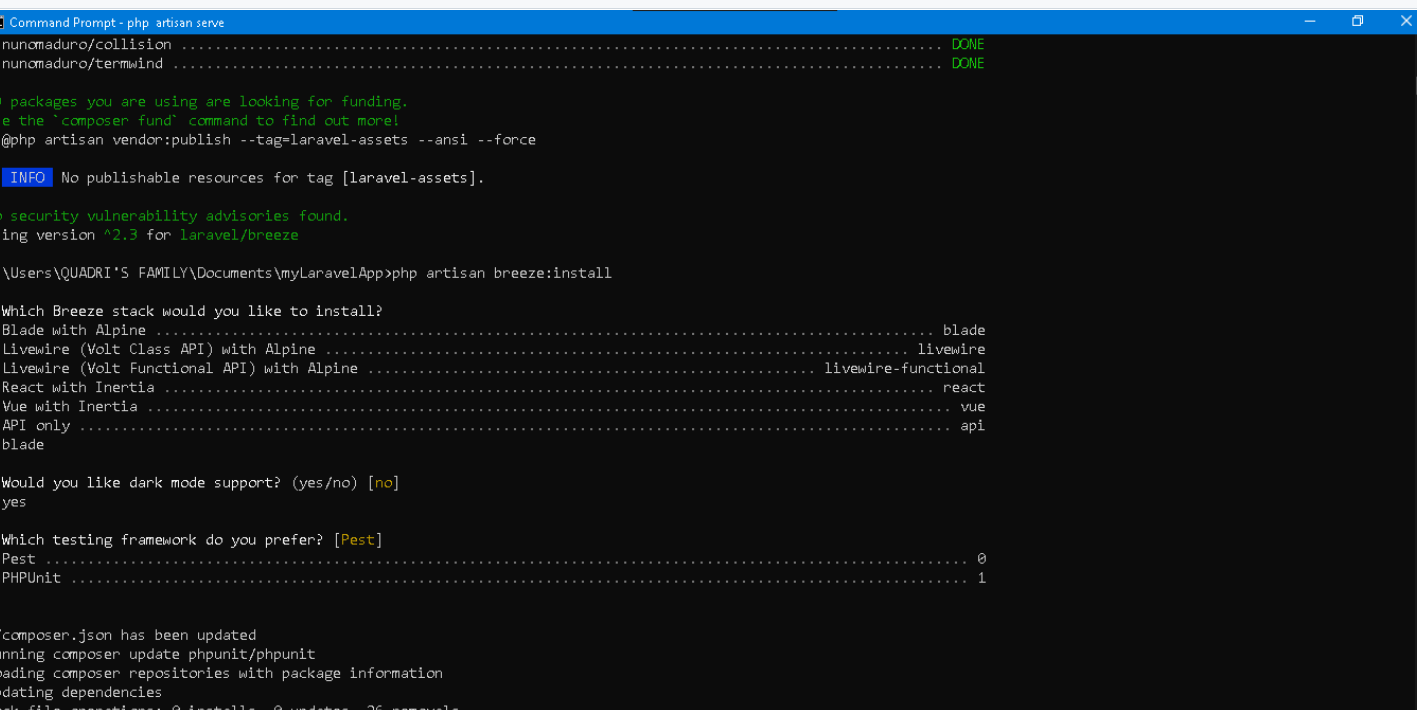 Command Prompt - php artisan serve
nunomaduro/collision ........................................................................................ DONE
nunomaduro/termwind ......................................................................................... DONE
packages you are using are looking for funding.
e the `composer fund` command to find out more!
@php artisan vendor:publish --tag=laravel-assets --ansi --force
INFO No publishable resources for tag [laravel-assets].
security vulnerability advisories found.
ing version ^2.3 for laravel/breeze
\Users\QUADRI'S FAMILY\Documents\myLaravelApp>php artisan breeze:install
Which Breeze stack would you like to install?
Blade with Alpine ........................................................................................... blade
Livewire (Volt Class API) with Alpine .................................................................... livewire
Livewire (Volt Functional API) with Alpine ..................................................... livewire-functional
React with Inertia .......................................................................................... react
Vue with Inertia .............................................................................................. vue
API only ...................................................................................................... api
blade
Would you like dark mode support? (yes/no) [no]
yes
Which testing framework do you prefer? [Pest]
Pest ............................................................................................................ 0
PHPUnit ......................................................................................................... 1
/composer.json has been updated
unning composer update phpunit/phpunit
oading composer repositories with package information
pdating dependencies